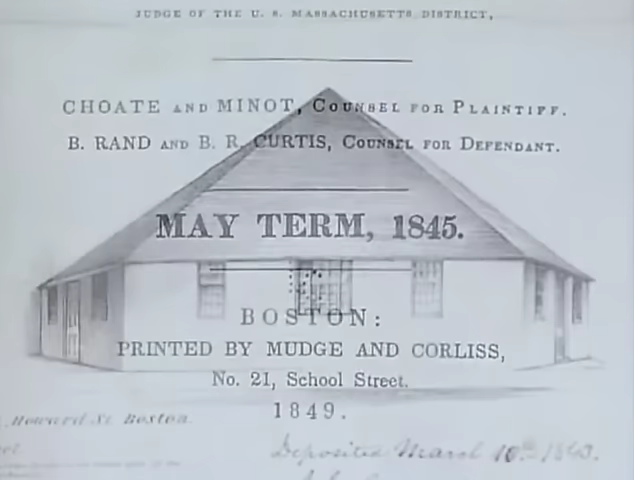 JUDGE OF THE U. S. MASSACHUSETTS DISTRICT,
CHOATE AND MINOT, COUNSEL FOR PLAINTIFF.
B. RAND AND B. R. CURTIS, COUNSEL FOR DEFENDANT.
MAY TERM, 1845.
BOSTON:
PRINTED BY MUDGE AND CORLISS,
No. 21, School Street.
1849.
Howard St. Boston.
Deposited March 10th